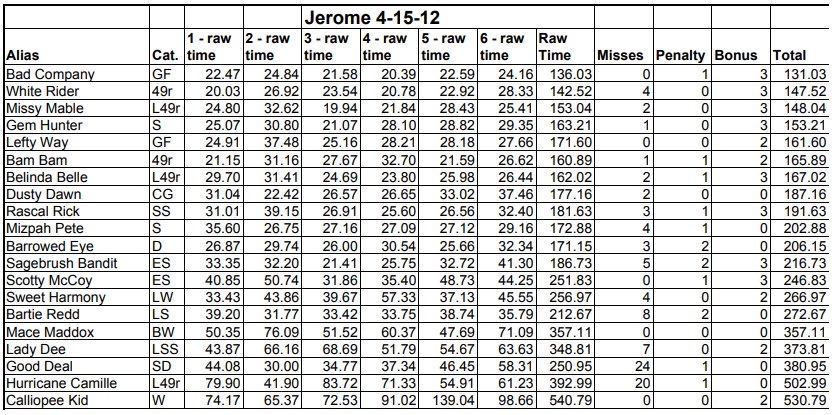 Jerome 4-15-12
Alias Cat. 1 - raw time 2 - raw time 3 - raw time 4 - raw time 5 - raw time 6 - raw time Raw Time Misses Penalty Bonus Total
Bad Company GF 22.47 24.84 21.58 20.39 22.59 24.16 136.03 0 1 3 131.03
White Rider 49r 20.03 26.92 23.54 20.78 22.92 28.33 142.52 4 0 3 147.52
Missy Mable L49r 24.80 32.62 19.94 21.84 28.43 25.41 153.04 2 0 3 148.04
Gem Hunter S 25.07 30.80 21.07 28.10 28.82 29.35 163.21 1 0 3 153.21
Lefty Way GF 24.91 37.48 25.16 28.21 28.18 27.66 171.60 0 0 2 161.60
Bam Bam 49r 21.15 31.16 27.67 32.70 21.59 26.62 160.89 1 1 2 165.89
Belinda Belle L49r 29.70 31.41 24.69 23.80 25.98 26.44 162.02 2 1 3 167.02
Dusty Dawn CG 31.04 22.42 26.57 26.65 33.02 37.46 177.16 2 0 0 187.16
Rascal Rick SS 31.01 39.15 26.91 25.60 26.56 32.40 181.63 3 1 3 191.63
Mizpah Pete S 35.60 26.75 27.16 27.09 27.12 29.16 172.88 4 1 0 202.88
Barrowed Eye D 26.87 29.74 26.00 30.54 25.66 32.34 171.15 3 2 0 206.15
Sagebrush Bandit ES 33.35 32.20 21.41 25.75 32.72 41.30 186.73 5 2 3 216.73
Scotty McCoy ES 40.85 50.74 31.86 35.40 48.73 44.25 251.83 0 1 3 246.83
Sweet Harmony LW 33.43 43.86 39.67 57.33 37.13 45.55 256.97 4 0 2 266.97
Bartie Redd LS 39.20 31.77 33.42 33.75 38.74 35.79 212.67 8 2 0 272.67
Mace Maddox BW 50.35 76.09 51.52 60.37 47.69 71.09 357.11 0 0 0 357.11
Lady Dee LSS 43.87 66.16 68.69 51.79 54.67 63.63 348.81 7 0 2 373.81
Good Deal SD 44.08 30.00 34.77 37.34 46.45 58.31 250.95 24 1 0 380.95
Hurricane Camille L49r 79.90 41.90 83.72 71.33 54.91 61.23 392.99 20 1 0 502.99
Calliopee Kid W 74.17 65.37 72.53 91.02 139.04 98.66 540.79 0 0 2 530.79